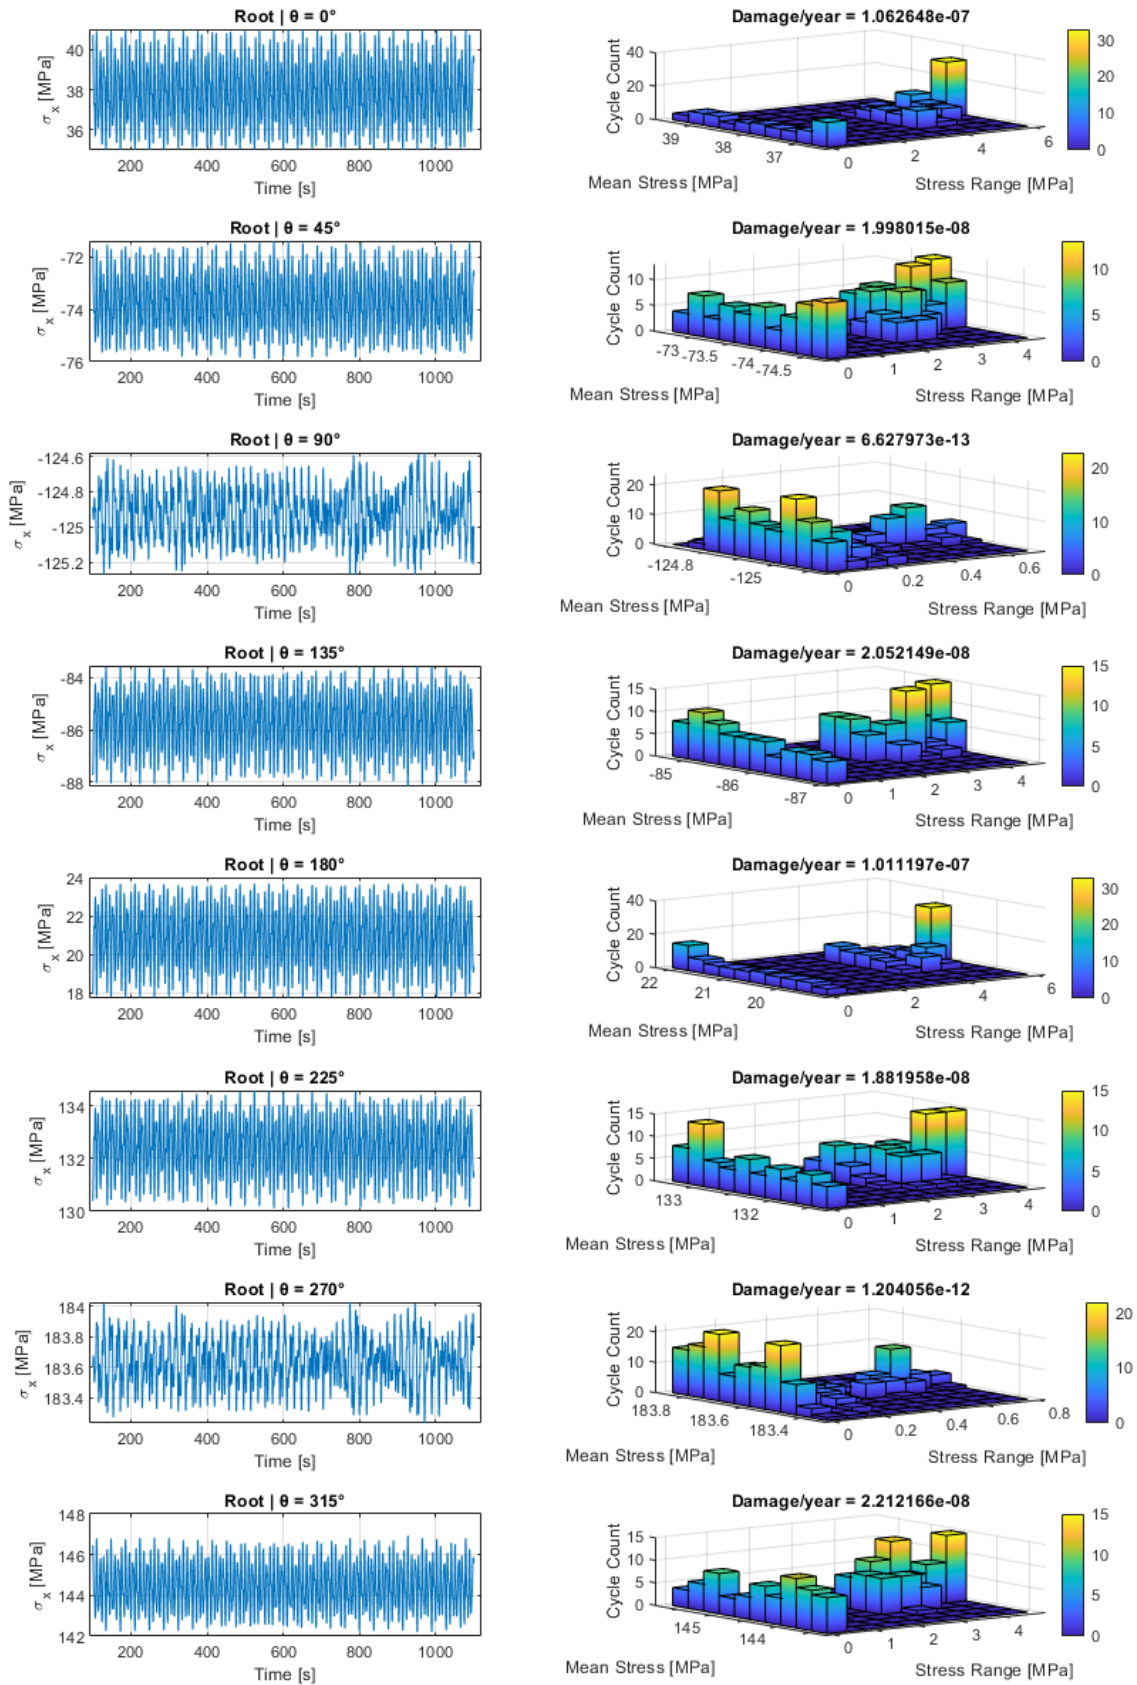 Root | θ = 0°
Damage/year = 1.062648e-07
40
38
36
σ x [MPa]
200 400 600 800 1000
Time [s]
40
20
0
Cycle Count
39 38 37
0 2 4 6
Mean Stress [MPa]
Stress Range [MPa]
30
20
10
0
Root | θ = 45°
Damage/year = 1.998015e-08
-72
-74
-76
σ x [MPa]
200 400 600 800 1000
Time [s]
10
5
0
Cycle Count
-73 -73.5 -74 -74.5
0 1 2 3 4
Mean Stress [MPa]
Stress Range [MPa]
10
5
0
Root | θ = 90°
Damage/year = 6.627973e-13
-124.6
-124.8
-125
-125.2
σ x [MPa]
200 400 600 800 1000
Time [s]
20
10
0
Cycle Count
-124.8 -125
0 0.2 0.4 0.6
Mean Stress [MPa]
Stress Range [MPa]
20
10
0
Root | θ = 135°
Damage/year = 2.052149e-08
-84
-86
-88
σ x [MPa]
200 400 600 800 1000
Time [s]
15
10
5
0
Cycle Count
-85 -86 -87
0 1 2 3 4
Mean Stress [MPa]
Stress Range [MPa]
15
10
5
0
Root | θ = 180°
Damage/year = 1.011197e-07
24
22
20
18
σ x [MPa]
200 400 600 800 1000
Time [s]
40
20
0
Cycle Count
22 21 20
0 2 4 6
Mean Stress [MPa]
Stress Range [MPa]
30
20
10
0
Root | θ = 225°
Damage/year = 1.881958e-08
134
132
130
σ x [MPa]
200 400 600 800 1000
Time [s]
15
10
5
0
Cycle Count
133 132
0 1 2 3 4
Mean Stress [MPa]
Stress Range [MPa]
15
10
5
0
Root | θ = 270°
Damage/year = 1.204056e-12
184
183.8
183.6
183.4
σ x [MPa]
200 400 600 800 1000
Time [s]
20
10
0
Cycle Count
183.8 183.6 183.4
0 0.2 0.4 0.6 0.8
Mean Stress [MPa]
Stress Range [MPa]
20
10
0
Root | θ = 315°
Damage/year = 2.212166e-08
148
146
144
142
σ x [MPa]
200 400 600 800 1000
Time [s]
15
10
5
0
Cycle Count
145 144
0 1 2 3 4
Mean Stress [MPa]
Stress Range [MPa]
15
10
5
0